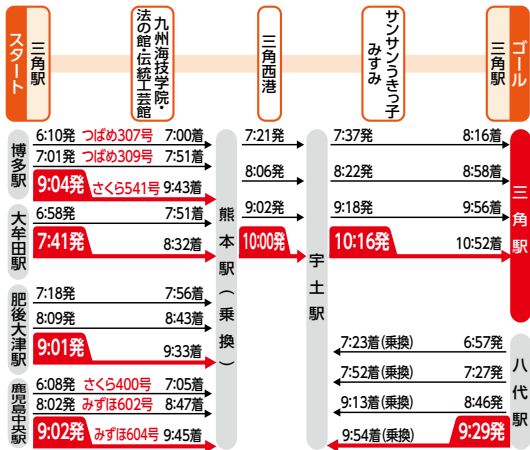 スタート
三角駅
九州海技学院・
法の館・伝統工芸館
三角西港
サンサンうきっ子
みすみ
三角駅
ゴール
博多駅
6:10発 つばめ307号 7:00着
7:01発 つばめ309号 7:51着
9:04発 さくら541号 9:43着
大牟田駅
6:58発 7:51着
7:41発 8:32着
肥後大津駅
7:18発 7:56着
8:09発 8:43着
9:01発 9:33着
鹿児島中央駅
6:08発 さくら400号 7:05着
8:02発 みずほ602号 8:47着
9:02発 みずほ604号 9:45着
熊本駅(乗換)
7:21発
8:06発
9:02発
10:00発
宇土駅
7:37発 8:16着
8:22発 8:58着
9:18発 9:56着
10:16発 10:52着
三角駅
7:23着(乗換) 6:57発
7:52着(乗換) 7:27発
9:13着(乗換) 8:46発
9:54着(乗換) 9:29発
八代駅